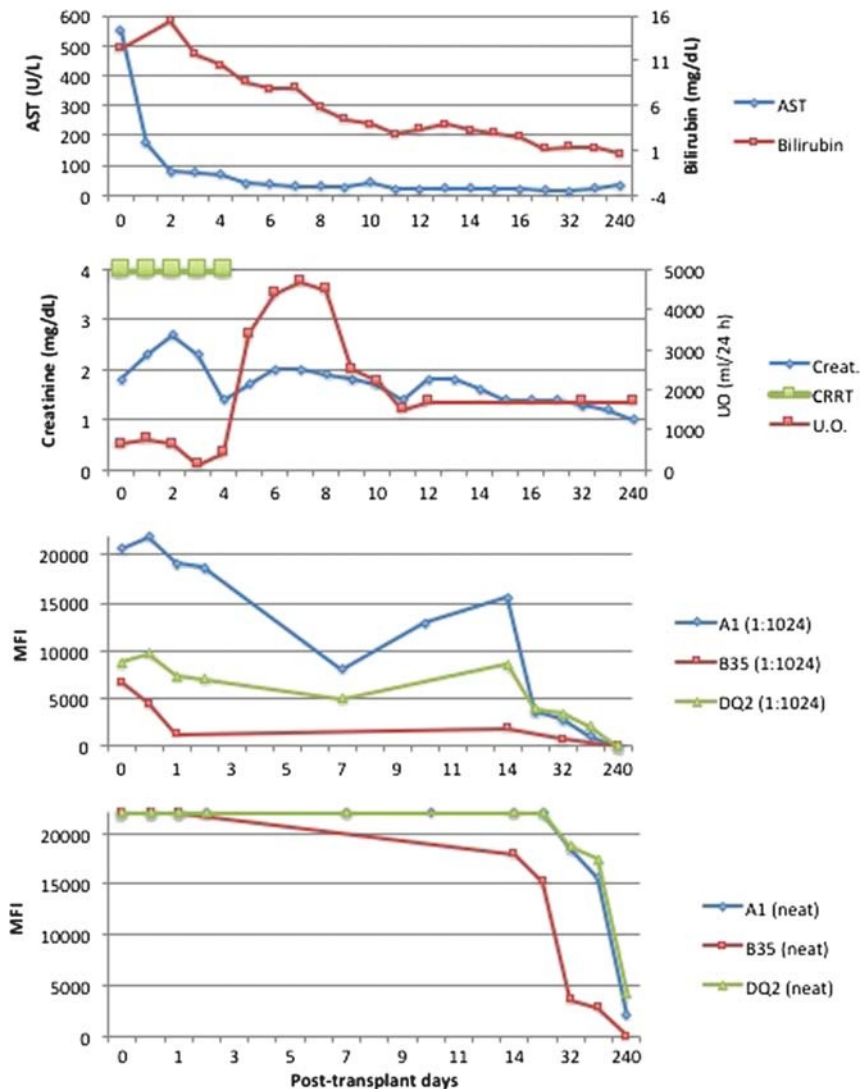 AST (U/L)
600
500
400
300
200
100
0
16
11
6
1
-4
Bilirubin (mg/dL)
0 2 4 6 8 10 12 14 16 32 240
AST
Bilirubin
Creatinine (mg/dL)
4
3
2
1
0
5000
4000
3000
2000
1000
0
UO (ml/24 h)
0 2 4 6 8 10 12 14 16 32 240
Creat.
CRRT
U.O.
MFI
20000
15000
10000
5000
0
0 1 3 5 7 9 11 14 32 240
A1 (1:1024)
B35 (1:1024)
DQ2 (1:1024)
MFI
20000
15000
10000
5000
0
0 1 3 5 7 9 10 14 32 240
Post-transplant days
A1 (neat)
B35 (neat)
DQ2 (neat)